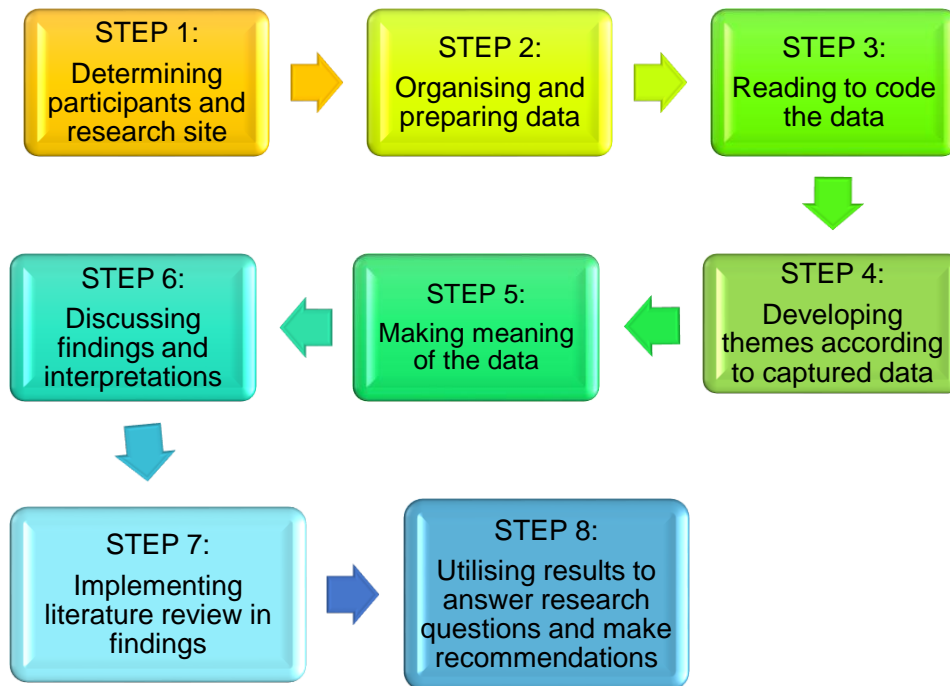 STEP 1:
Determining
participants and
research site
STEP 2:
Organising and
preparing data
STEP 3:
Reading to code
the data
STEP 4:
Developing
themes according
to captured data
STEP 5:
Making meaning
of the data
STEP 6:
Discussing
findings and
interpretations
STEP 7:
Implementing
literature review in
findings
STEP 8:
Utilising results to
answer research
questions and make
recommendations